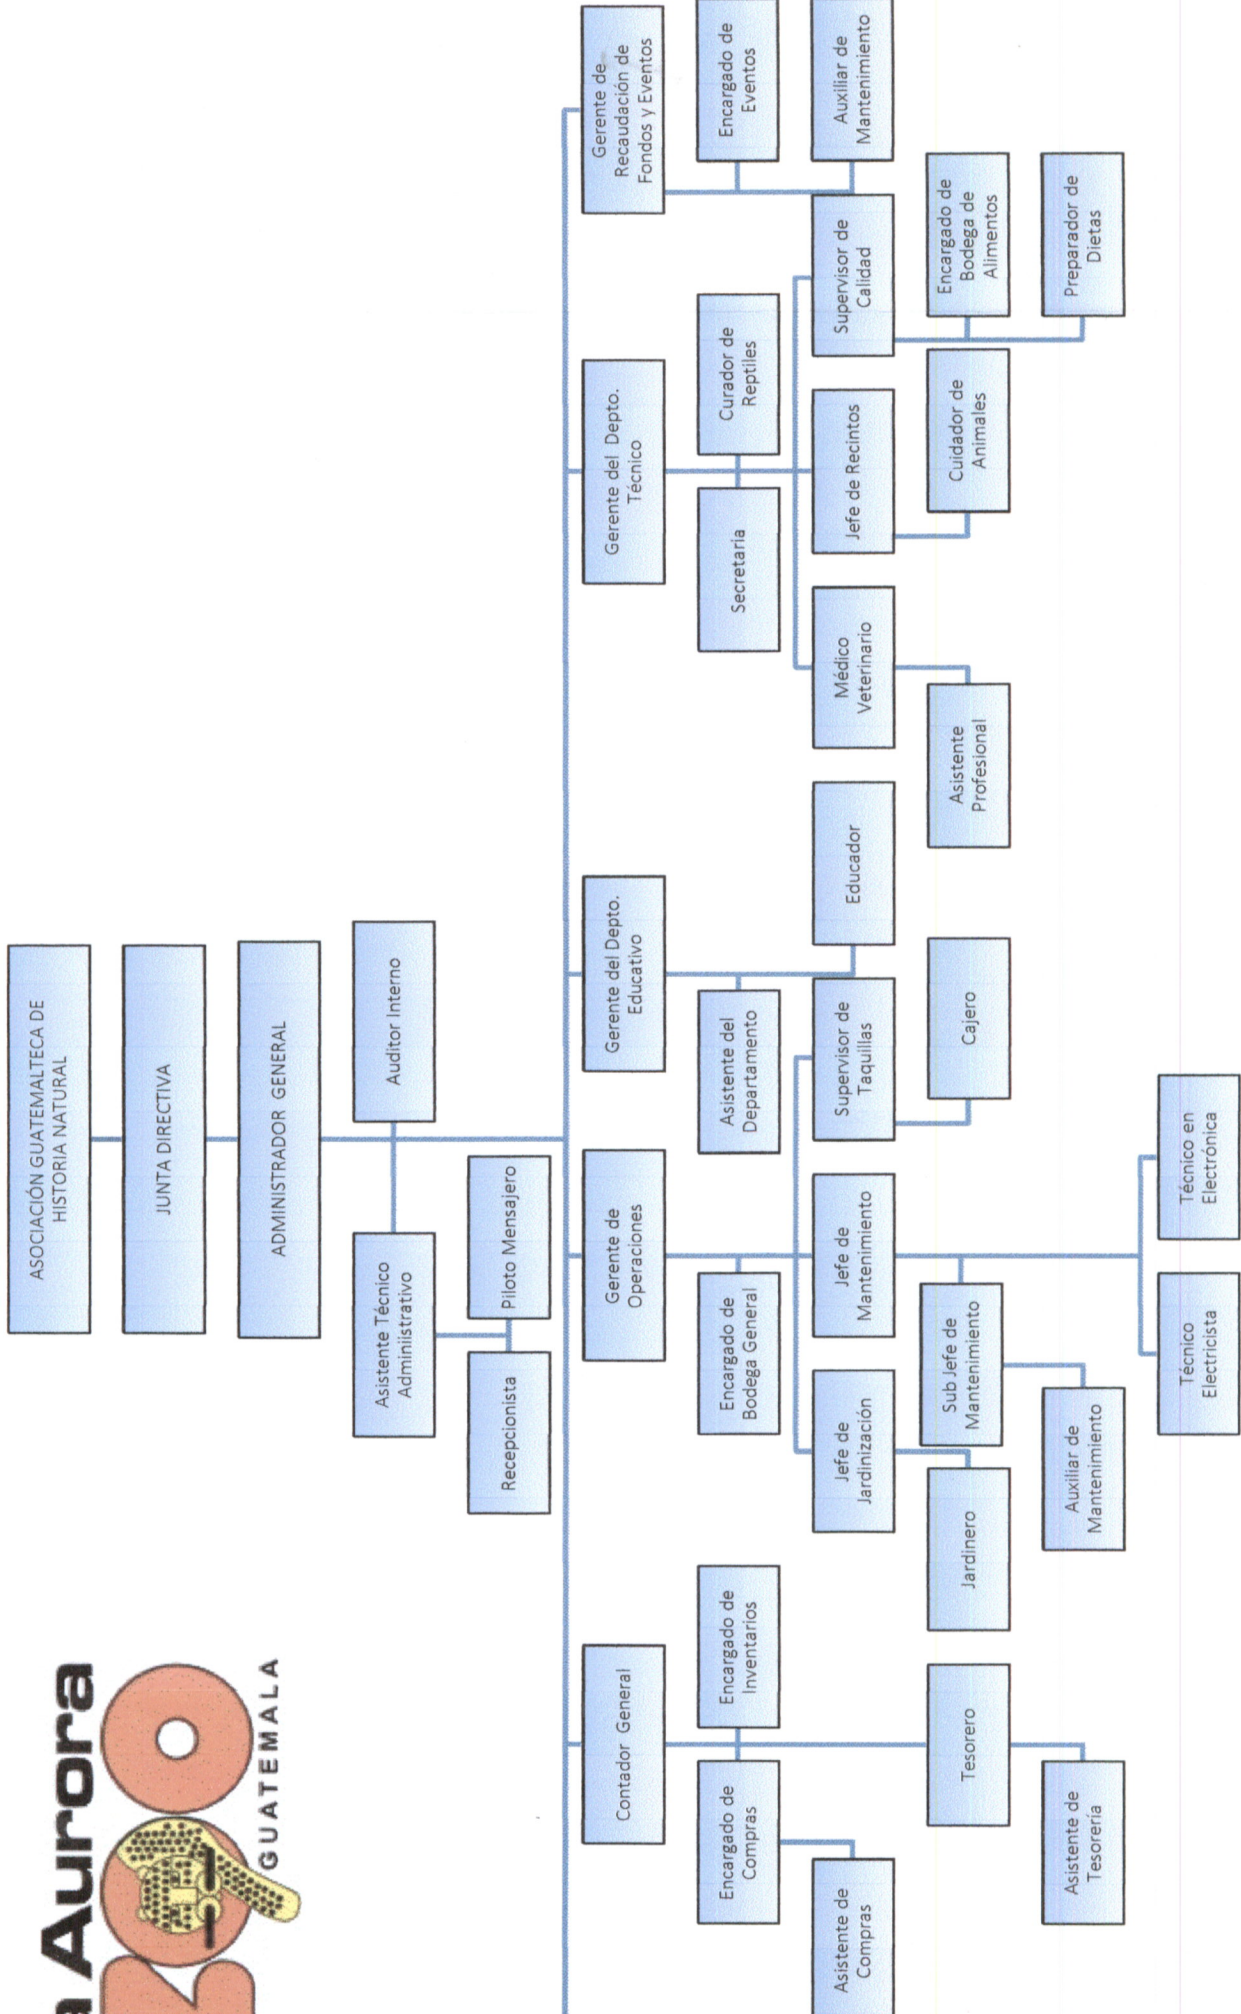 a Aurora
ZOO
GUATEMALA
ASOCIACIÓN GUATEMALTECA DE
HISTORIA NATURAL
JUNTA DIRECTIVA
ADMINISTRADOR GENERAL
Asistente Técnico
Adminiistrativo
Auditor Interno
Recepcionista
Piloto Mensajero
Contador General
Gerente de
Operaciones
Gerente del Depto.
Educativo
Gerente del Depto.
Técnico
Gerente de
Recaudación de
Fondos y Eventos
Encargado de
Compras
Encargado de
Inventarios
Encargado de
Bodega General
Asistente del
Departamento
Secretaria
Curador de
Reptiles
Encargado de
Eventos
Asistente de
Compras
Jefe de
Jardinización
Jefe de
Mantenimiento
Supervisor de
Taquillas
Educador
Médico
Veterinario
Jefe de Recintos
Supervisor de
Calidad
Auxiliar de
Mantenimiento
Tesorero
Jardinero
Sub Jefe de
Mantenimiento
Cajero
Asistente
Profesional
Cuidador de
Animales
Encargado de
Bodega de
Alimentos
Asistente de
Tesorería
Auxiliar de
Mantenimiento
Preparador de
Dietas
Técnico
Electricista
Técnico en
Electrónica